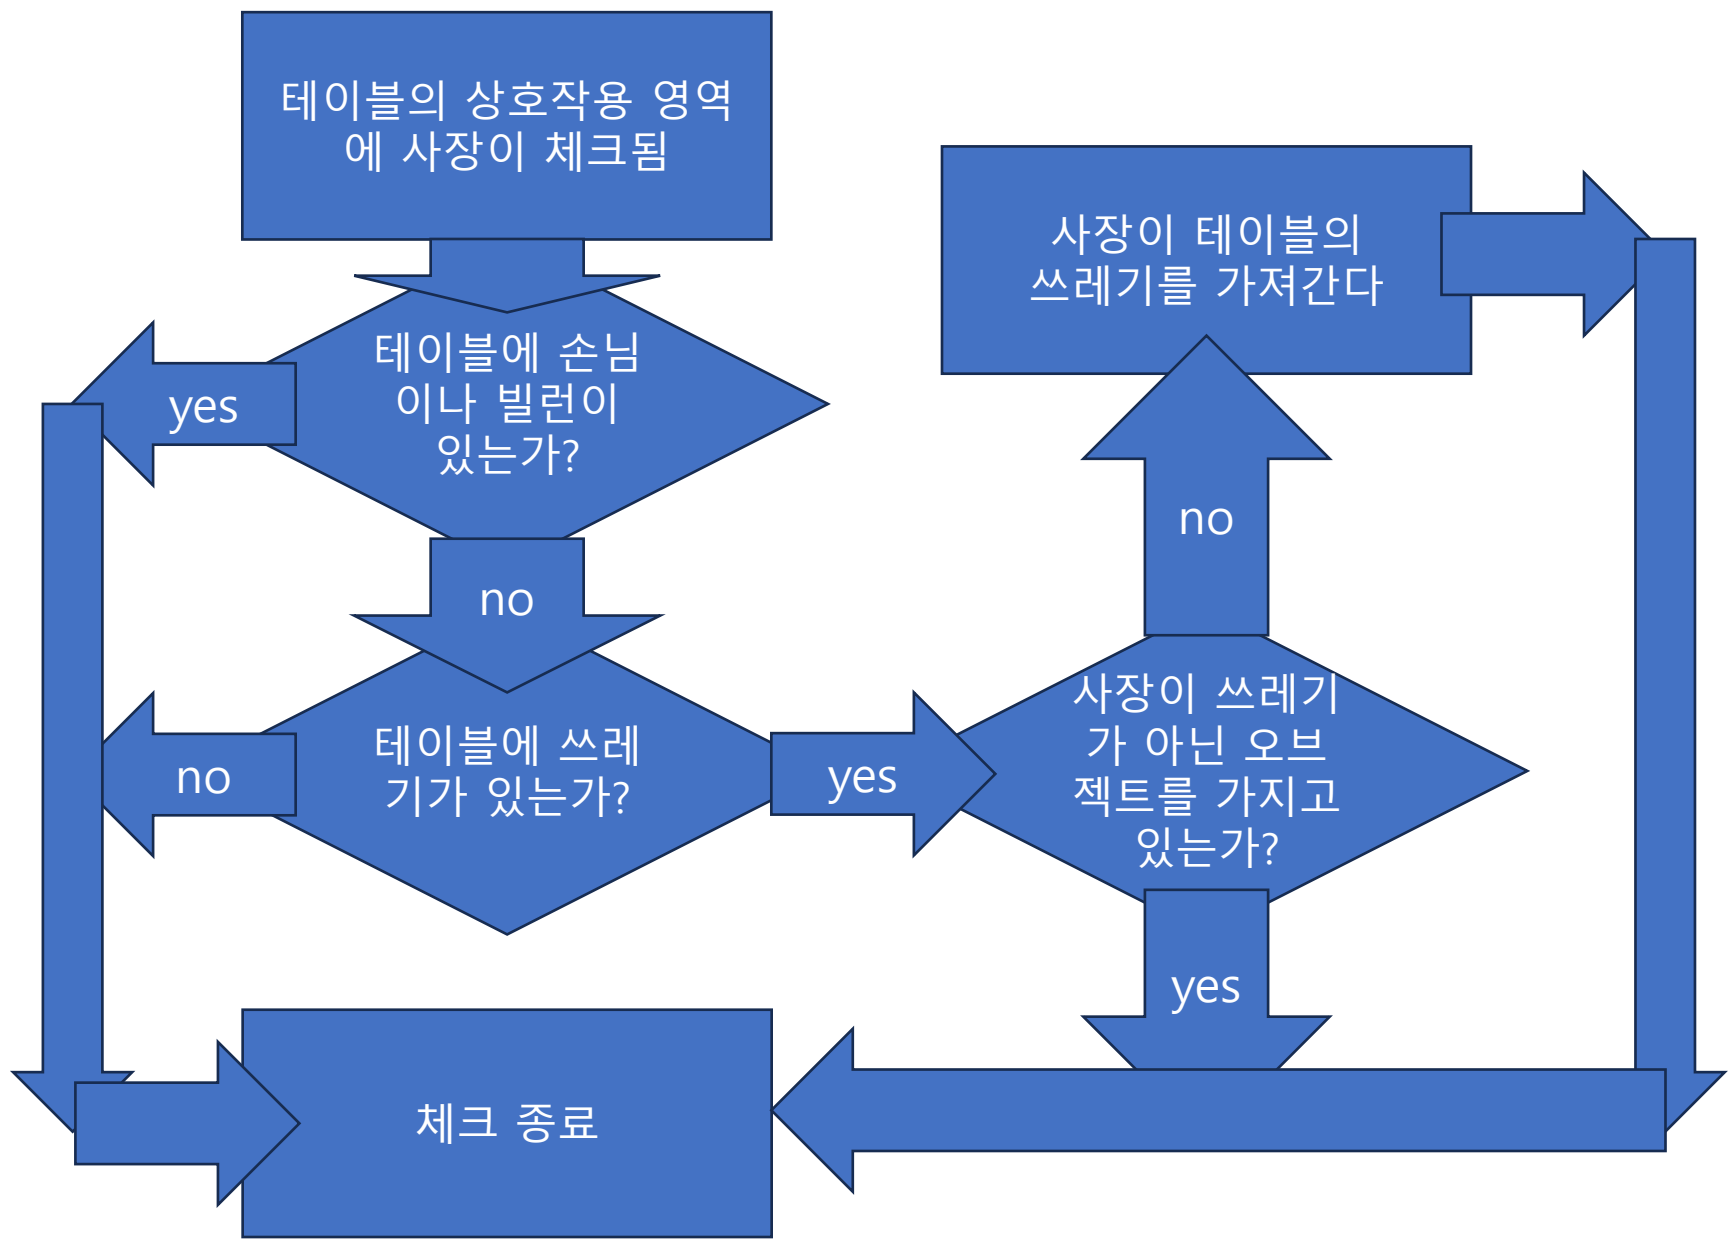 테이블의 상호작용 영역
에 사장이 체크됨
테이블에 손님
이나 빌런이
있는가?
yes
no
테이블에 쓰레
기가 있는가?
no
yes
사장이 쓰레기
가 아닌 오브
젝트를 가지고
있는가?
no
사장이 테이블의
쓰레기를 가져간다
yes
체크 종료